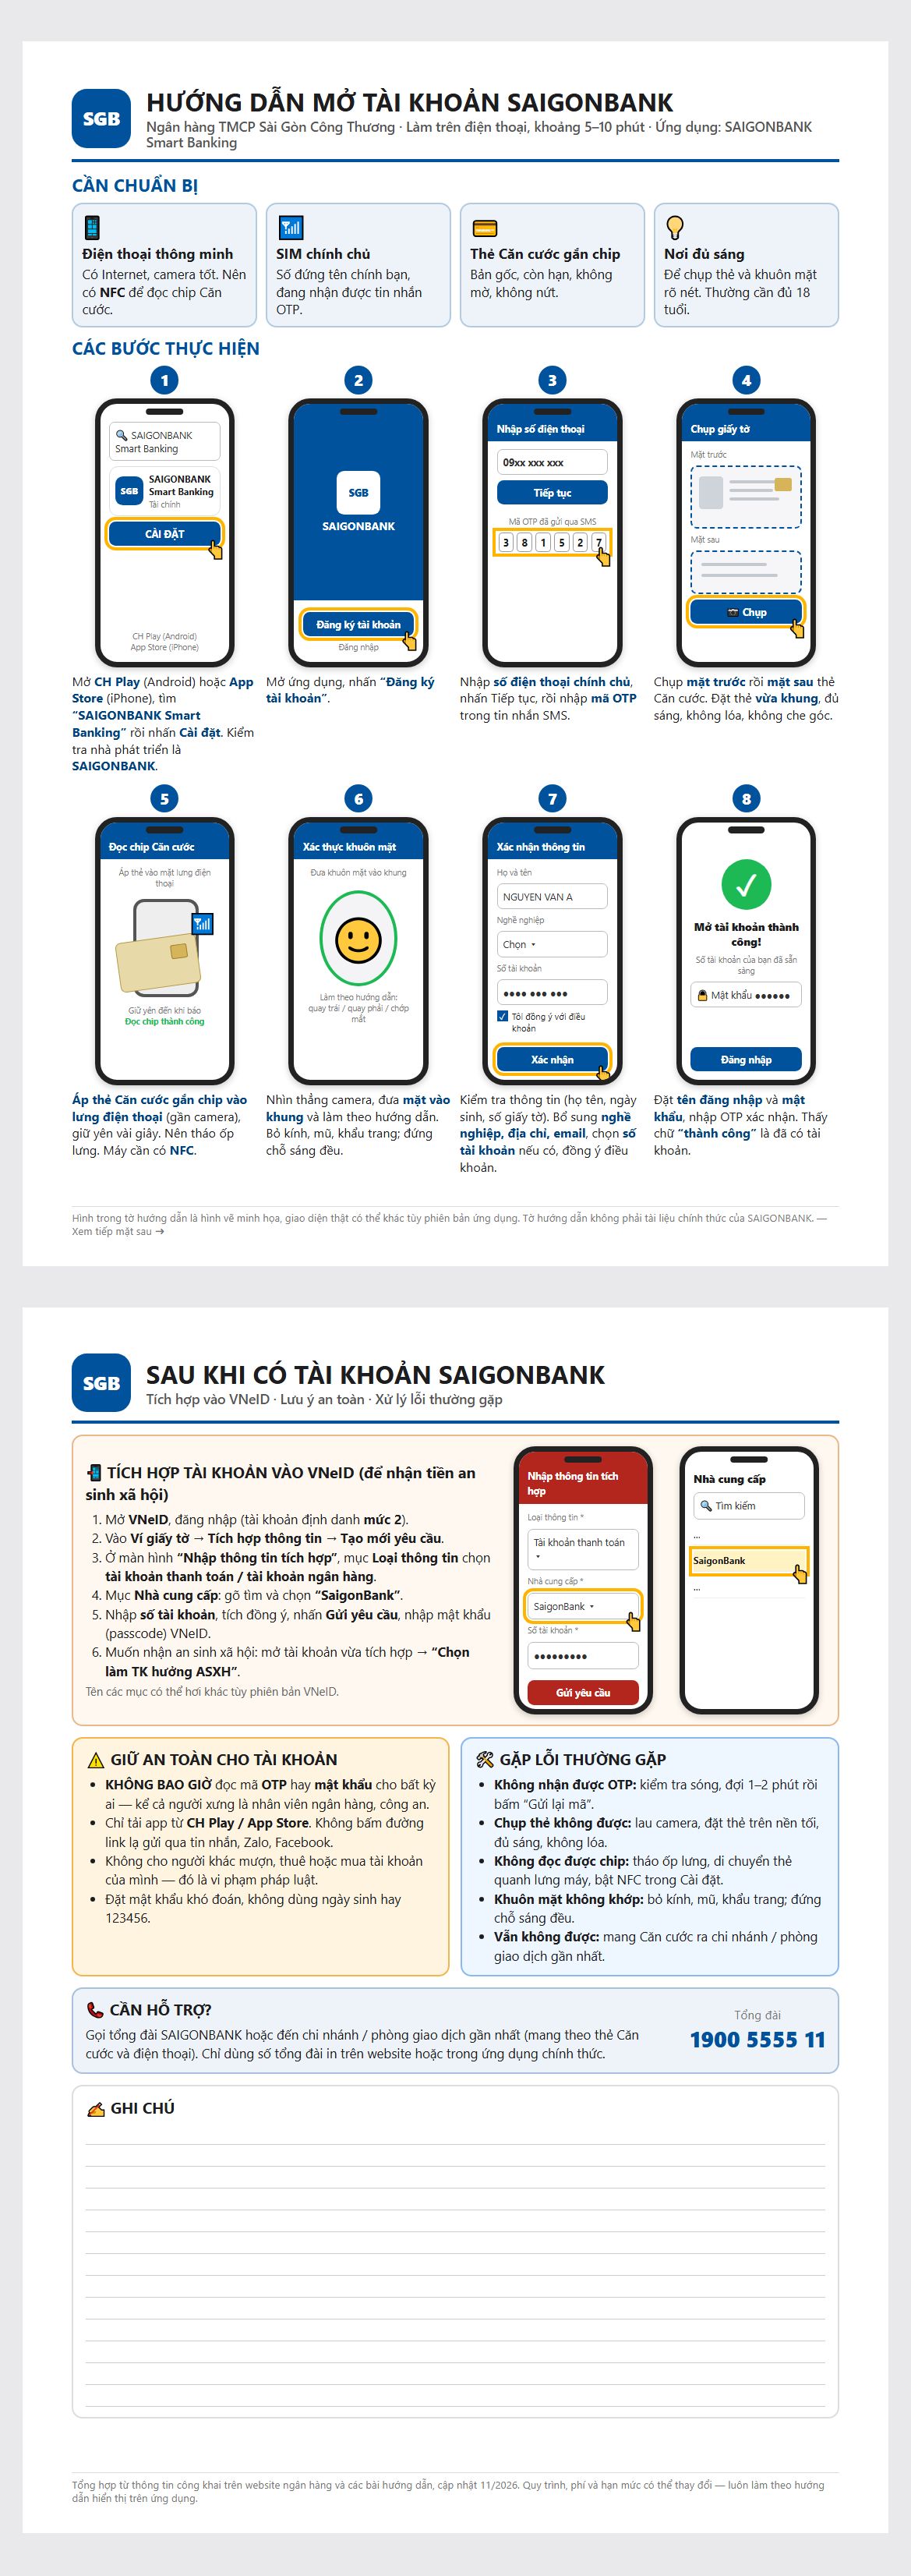 SGB
HƯỚNG DẪN MỞ TÀI KHOẢN SAIGONBANK
Ngân hàng TMCP Sài Gòn Công Thương · Làm trên điện thoại, khoảng 5–10 phút · Ứng dụng: SAIGONBANK
Smart Banking
CẦN CHUẨN BỊ
Điện thoại thông minh
Có Internet, camera tốt. Nên
có NFC để đọc chip Căn
cước.
SIM chính chủ
Số đứng tên chính bạn,
đang nhận được tin nhắn
OTP.
Thẻ Căn cước gắn chip
Bản gốc, còn hạn, không
mờ, không nứt.
Nơi đủ sáng
Để chụp thẻ và khuôn mặt
rõ nét. Thường cần đủ 18
tuổi.
CÁC BƯỚC THỰC HIỆN
1
🔍 SAIGONBANK
Smart Banking
SGB
SAIGONBANK
Smart Banking
Tài chính
CÀI ĐẶT
CH Play (Android)
App Store (iPhone)
Mở CH Play (Android) hoặc App
Store (iPhone), tìm
“SAIGONBANK Smart
Banking” rồi nhấn Cài đặt. Kiểm
tra nhà phát triển là
SAIGONBANK.
2
SGB
SAIGONBANK
Đăng ký tài khoản
Đăng nhập
Mở ứng dụng, nhấn “Đăng ký
tài khoản”.
3
Nhập số điện thoại
09xx xxx xxx
Tiếp tục
Mã OTP đã gửi qua SMS
3 8 1 5 2 7
Nhập số điện thoại chính chủ,
nhấn Tiếp tục, rồi nhập mã OTP
trong tin nhắn SMS.
4
Chụp giấy tờ
Mặt trước
Mặt sau
📷 Chụp
Chụp mặt trước rồi mặt sau thẻ
Căn cước. Đặt thẻ vừa khung, đủ
sáng, không lóa, không che góc.
5
Đọc chip Căn cước
Áp thẻ vào mặt lưng điện
thoại
Giữ yên đến khi báo
Đọc chip thành công
Áp thẻ Căn cước gắn chip vào
lưng điện thoại (gần camera),
giữ yên vài giây. Nên tháo ốp
lưng. Máy cần có NFC.
6
Xác thực khuôn mặt
Đưa khuôn mặt vào khung
Làm theo hướng dẫn:
quay trái / quay phải / chớp
mắt
Nhìn thẳng camera, đưa mặt vào
khung và làm theo hướng dẫn.
Bỏ kính, mũ, khẩu trang; đứng
chỗ sáng đều.
7
Xác nhận thông tin
Họ và tên
NGUYEN VAN A
Nghề nghiệp
Chọn ▾
Số tài khoản
●●●● ●●● ●●●
Tôi đồng ý với điều
khoản
Xác nhận
Kiểm tra thông tin (họ tên, ngày
sinh, số giấy tờ). Bổ sung nghề
nghiệp, địa chỉ, email, chọn số
tài khoản nếu có, đồng ý điều
khoản.
8
Mở tài khoản thành
công!
Số tài khoản của bạn đã sẵn
sàng
🔒 Mật khẩu ●●●●●●
Đăng nhập
Đặt tên đăng nhập và mật
khẩu, nhập OTP xác nhận. Thấy
chữ “thành công” là đã có tài
khoản.
Hình trong tờ hướng dẫn là hình vẽ minh họa, giao diện thật có thể khác tùy phiên bản ứng dụng. Tờ hướng dẫn không phải tài liệu chính thức của SAIGONBANK. —
Xem tiếp mặt sau →
SGB
SAU KHI CÓ TÀI KHOẢN SAIGONBANK
Tích hợp vào VNeID · Lưu ý an toàn · Xử lý lỗi thường gặp
📲 TÍCH HỢP TÀI KHOẢN VÀO VNeID (để nhận tiền an
sinh xã hội)
1. Mở VNeID, đăng nhập (tài khoản định danh mức 2).
2. Vào Ví giấy tờ → Tích hợp thông tin → Tạo mới yêu cầu.
3. Ở màn hình “Nhập thông tin tích hợp”, mục Loại thông tin chọn
tài khoản thanh toán / tài khoản ngân hàng.
4. Mục Nhà cung cấp: gõ tìm và chọn “SaigonBank”.
5. Nhập số tài khoản, tích đồng ý, nhấn Gửi yêu cầu, nhập mật khẩu
(passcode) VNeID.
6. Muốn nhận an sinh xã hội: mở tài khoản vừa tích hợp → “Chọn
làm TK hưởng ASXH”.
Tên các mục có thể hơi khác tùy phiên bản VNeID.
Nhập thông tin tích
hợp
Loại thông tin *
Tài khoản thanh toán
▾
Nhà cung cấp *
SaigonBank ▾
Số tài khoản *
●●●●●●●●●
Gửi yêu cầu
Nhà cung cấp
🔍 Tìm kiếm
...
SaigonBank
...
⚠ GIỮ AN TOÀN CHO TÀI KHOẢN
• KHÔNG BAO GIỜ đọc mã OTP hay mật khẩu cho bất kỳ
ai — kể cả người xưng là nhân viên ngân hàng, công an.
• Chỉ tải app từ CH Play / App Store. Không bấm đường
link lạ gửi qua tin nhắn, Zalo, Facebook.
• Không cho người khác mượn, thuê hoặc mua tài khoản
của mình — đó là vi phạm pháp luật.
• Đặt mật khẩu khó đoán, không dùng ngày sinh hay
123456.
🛠 GẶP LỖI THƯỜNG GẶP
• Không nhận được OTP: kiểm tra sóng, đợi 1–2 phút rồi
bấm “Gửi lại mã”.
• Chụp thẻ không được: lau camera, đặt thẻ trên nền tối,
đủ sáng, không lóa.
• Không đọc được chip: tháo ốp lưng, di chuyển thẻ
quanh lưng máy, bật NFC trong Cài đặt.
• Khuôn mặt không khớp: bỏ kính, mũ, khẩu trang; đứng
chỗ sáng đều.
• Vẫn không được: mang Căn cước ra chi nhánh / phòng
giao dịch gần nhất.
📞 CẦN HỖ TRỢ?
Gọi tổng đài SAIGONBANK hoặc đến chi nhánh / phòng giao dịch gần nhất (mang theo thẻ Căn
cước và điện thoại). Chỉ dùng số tổng đài in trên website hoặc trong ứng dụng chính thức.
Tổng đài
1900 5555 11
✍ GHI CHÚ
Tổng hợp từ thông tin công khai trên website ngân hàng và các bài hướng dẫn, cập nhật 11/2026. Quy trình, phí và hạn mức có thể thay đổi — luôn làm theo hướng
dẫn hiển thị trên ứng dụng.